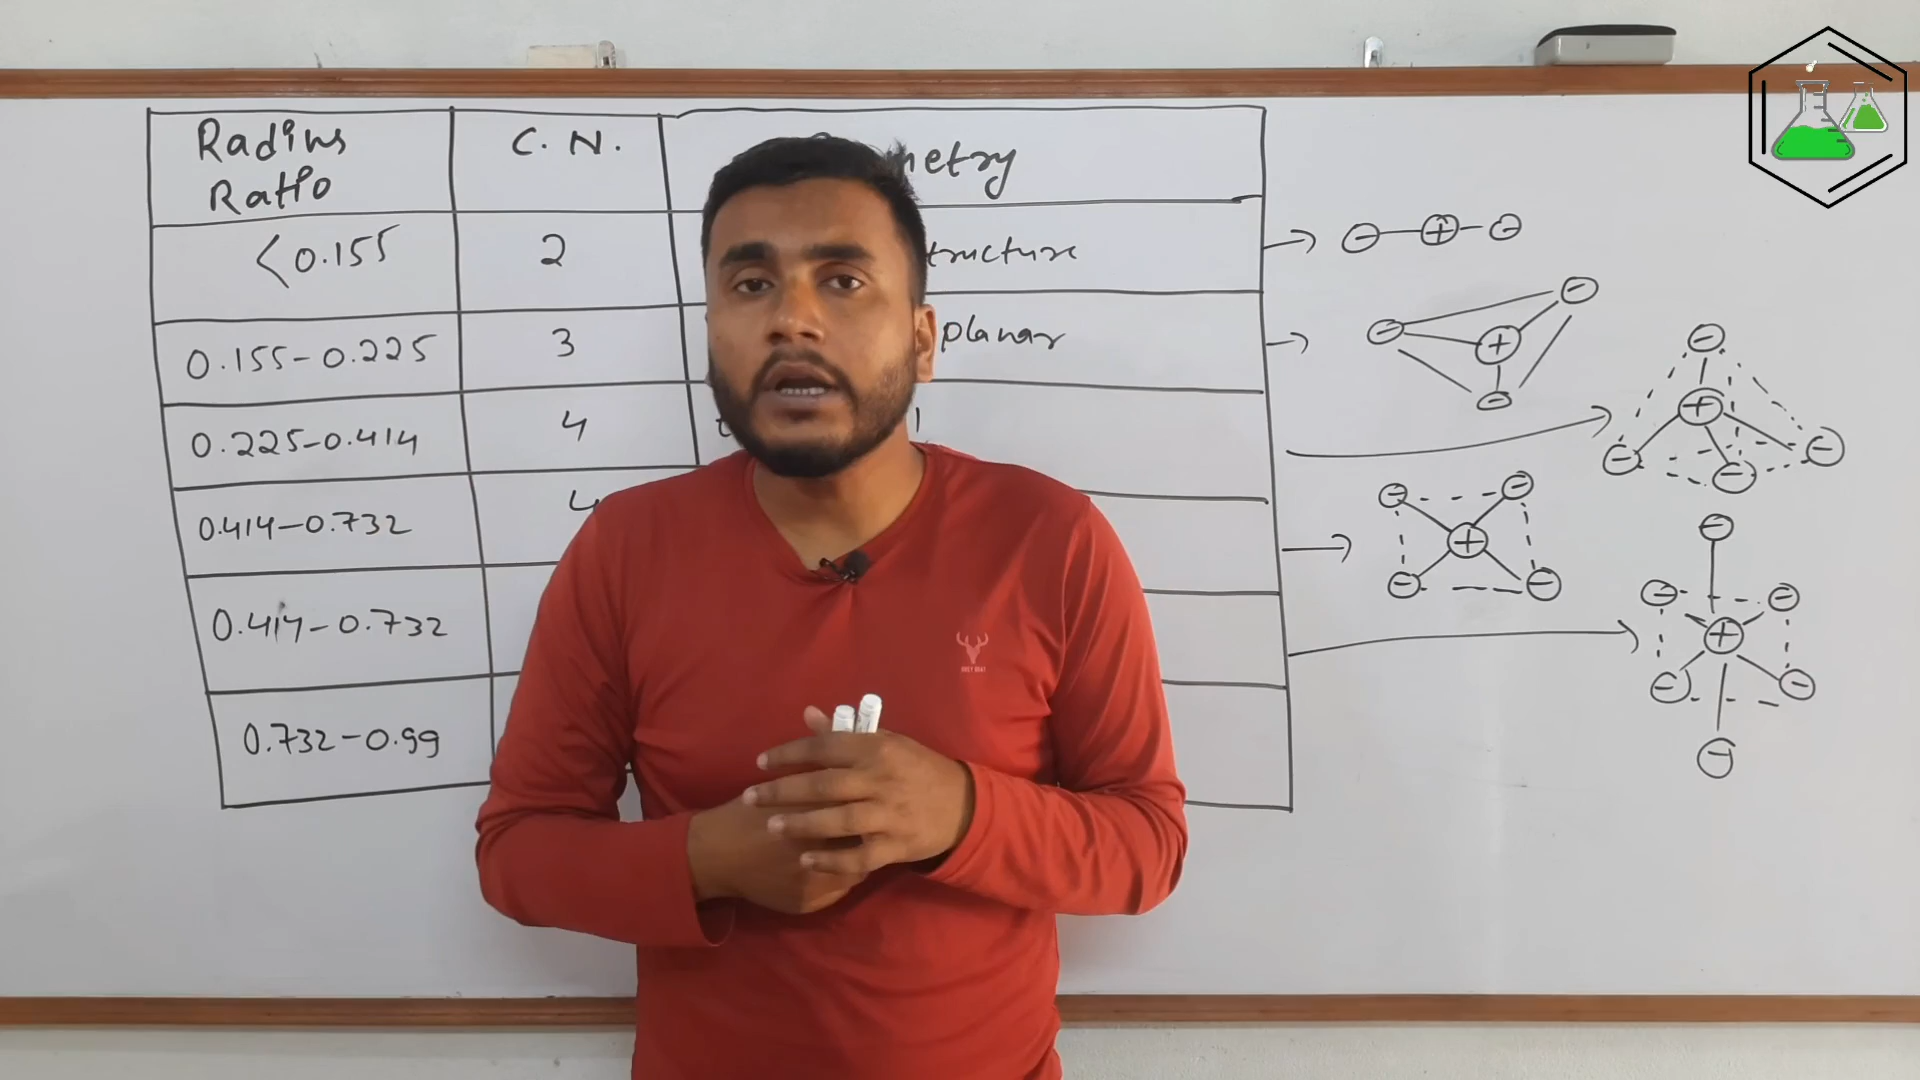 Radius
Ratio
C. N.
metry
<0.155
2
tructure
0.155-0.225
3
planar
0.225-0.414
4
0.414-0.732
4
0.414-0.732
0.732-0.99